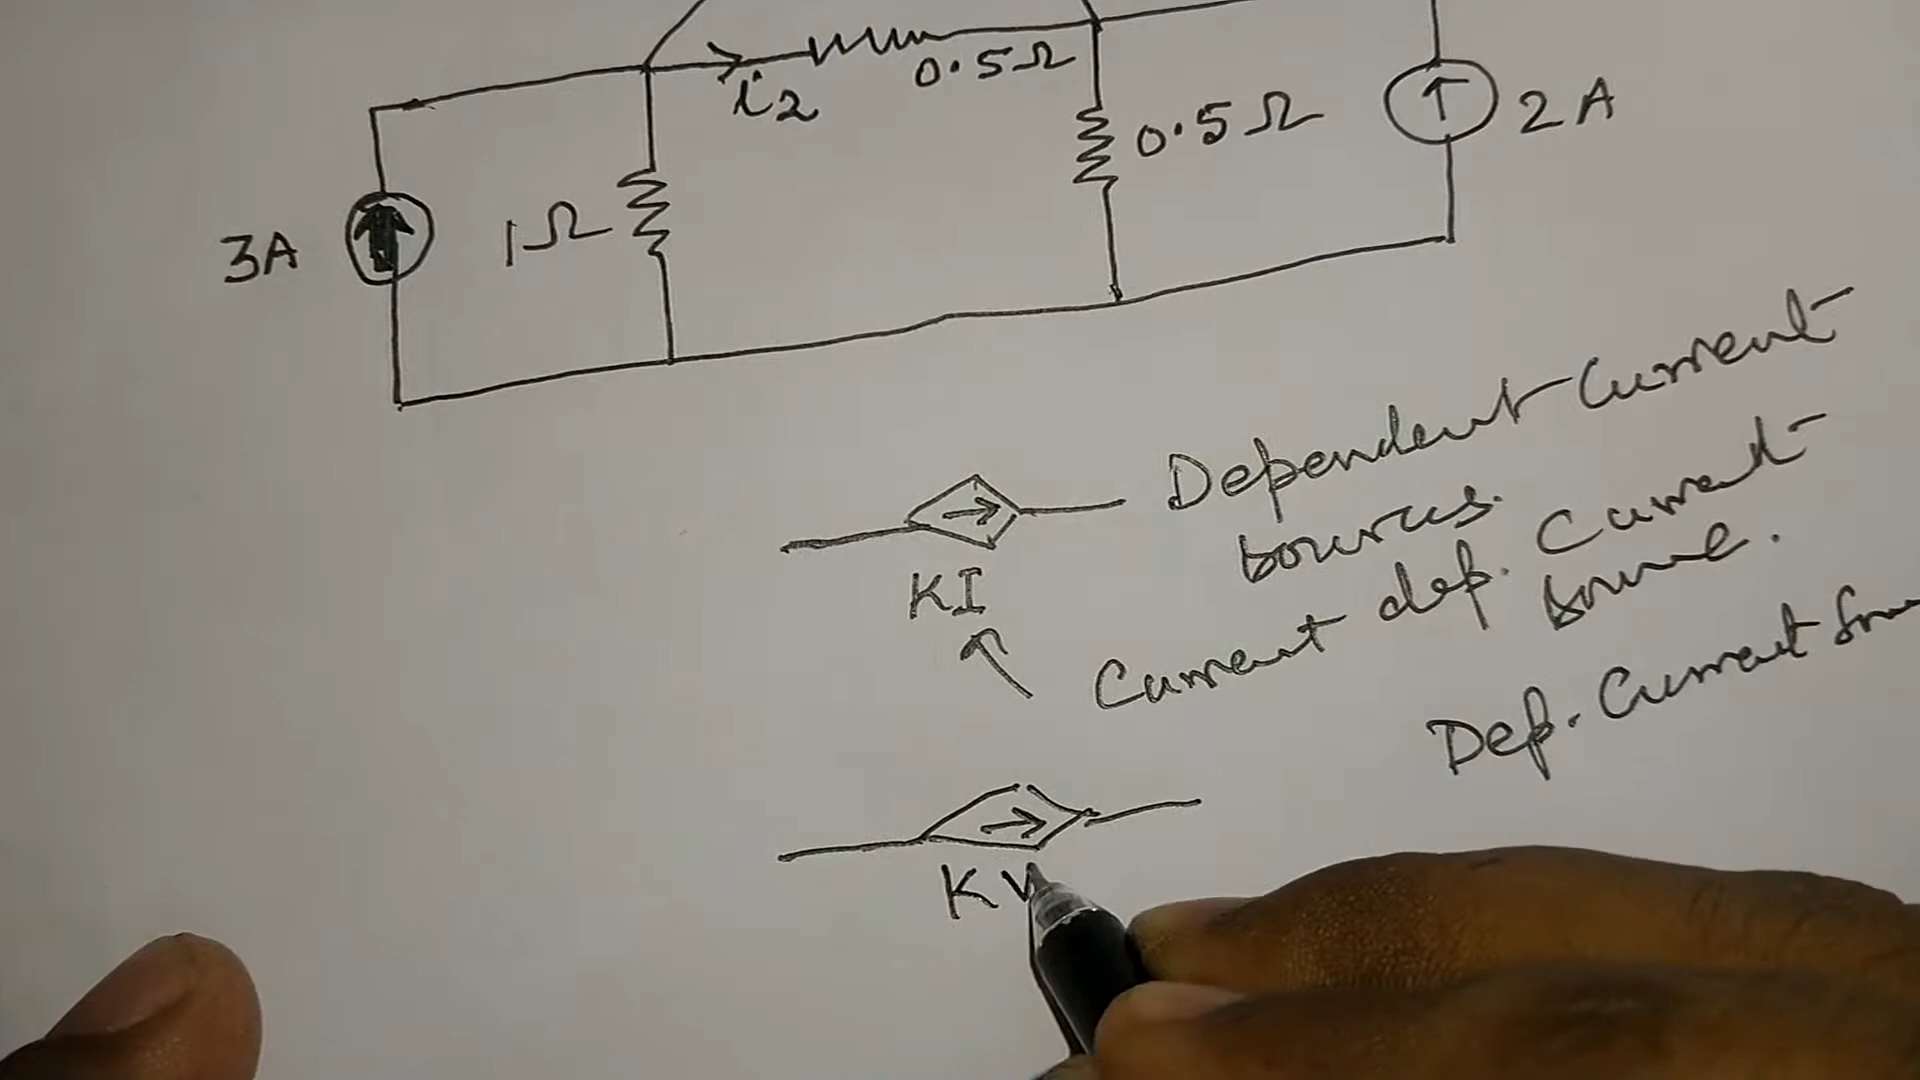 i2
0.5Ω
0.5Ω
2A
3A
1Ω
Dependent Current
sources.
KI
Current dep. Current
source.
Dep. Current
KV